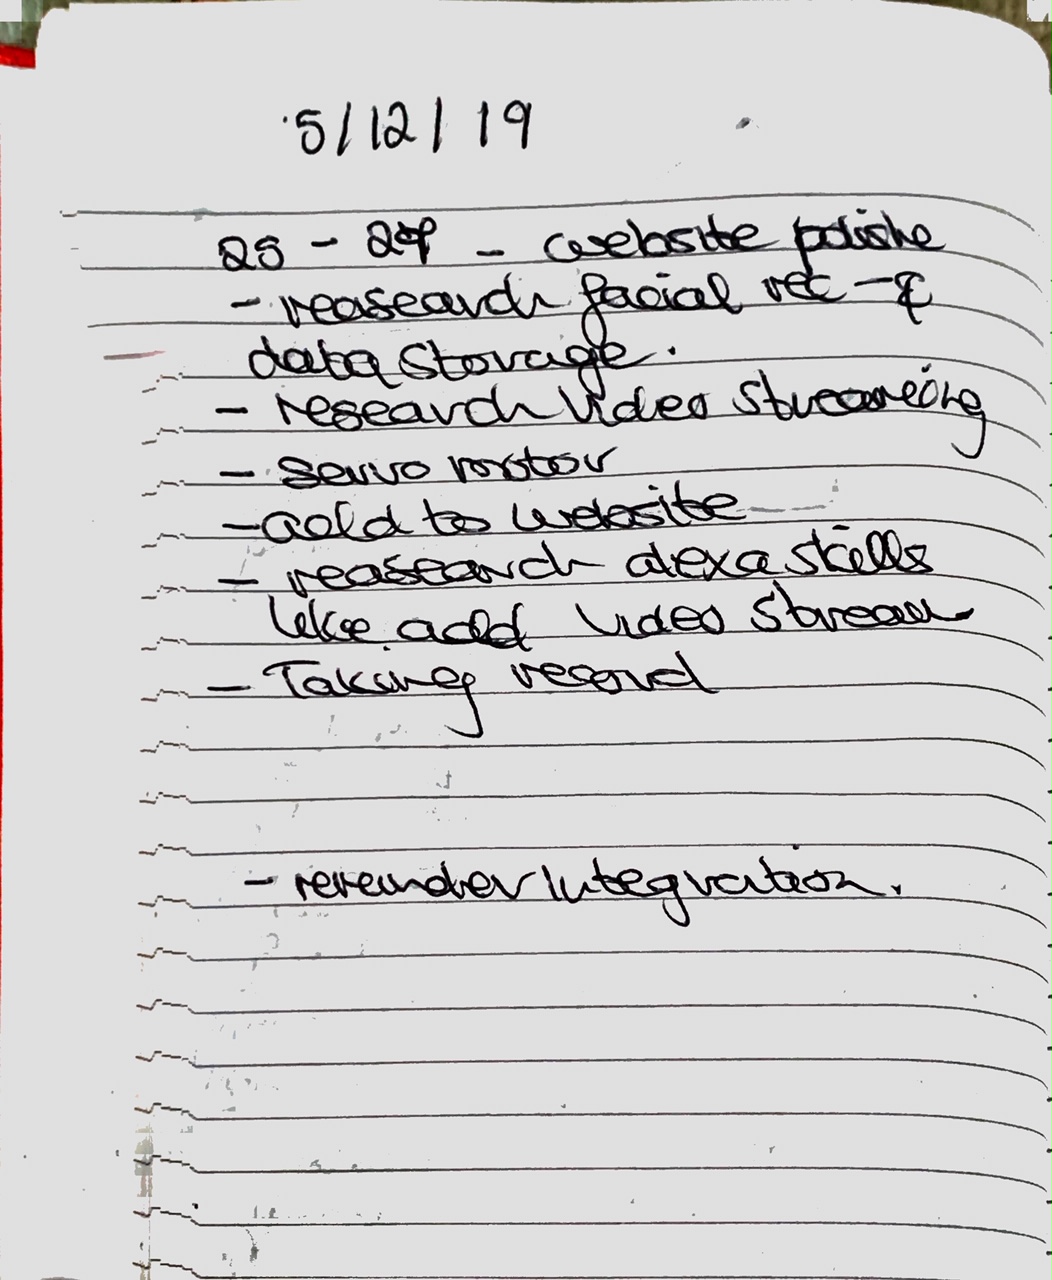 5/12/19
25 - 29 - website polishe
- reasearch facial rec - &
data storage.
- research video streaming
- servo motor
- add to website
- reasearch alexa skills
like add video stream
- Taking record
- remender integration.